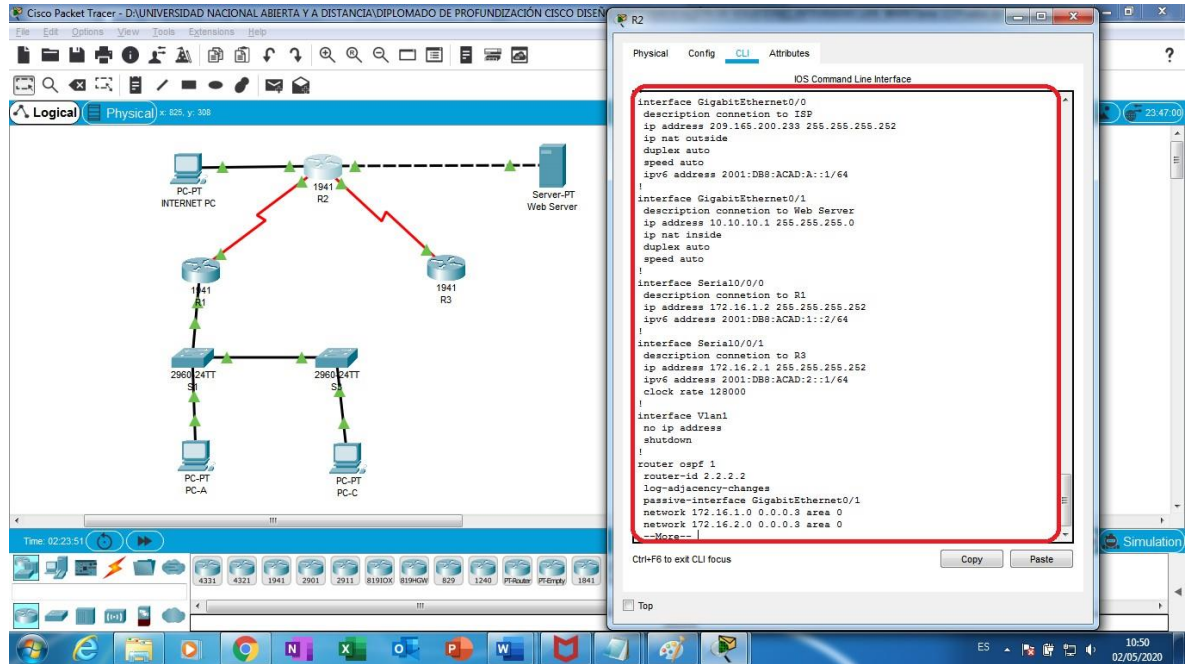 Cisco Packet Tracer - D:\UNIVERSIDAD NACIONAL ABIERTA Y A DISTANCIA\DIPLOMADO DE PROFUNDIZACIÓN CISCO DISEÑ
File Edit Options View Tools Extensions Help
Logical Physical x: 825, y: 308
23:47:00
PC-PT
INTERNET PC
1941
R2
Server-PT
Web Server
1941
R1
1941
R3
2960-24TT
S1
2960-24TT
PC-PT
PC-A
PC-PT
PC-C
Time: 02:23:51
Simulation
4331 4321 1941 2901 2911 819IOX 819HGW 829 1240 PT-Router PT-Empty 1841
R2
Physical Config CLI Attributes
IOS Command Line Interface
interface GigabitEthernet0/0
description connetion to ISP
ip address 209.165.200.233 255.255.255.252
ip nat outside
duplex auto
speed auto
ipv6 address 2001:DB8:ACAD:A::1/64
!
interface GigabitEthernet0/1
description connetion to Web Server
ip address 10.10.10.1 255.255.255.0
ip nat inside
duplex auto
speed auto
!
interface Serial0/0/0
description connetion to R1
ip address 172.16.1.2 255.255.255.252
ipv6 address 2001:DB8:ACAD:1::2/64
!
interface Serial0/0/1
description connetion to R3
ip address 172.16.2.1 255.255.255.252
ipv6 address 2001:DB8:ACAD:2::1/64
clock rate 128000
!
interface Vlan1
no ip address
shutdown
!
router ospf 1
router-id 2.2.2.2
log-adjacency-changes
passive-interface GigabitEthernet0/1
network 172.16.1.0 0.0.0.3 area 0
network 172.16.2.0 0.0.0.3 area 0
--More--
Ctrl+F6 to exit CLI focus
Copy Paste
Top
ES
10:50
02/05/2020